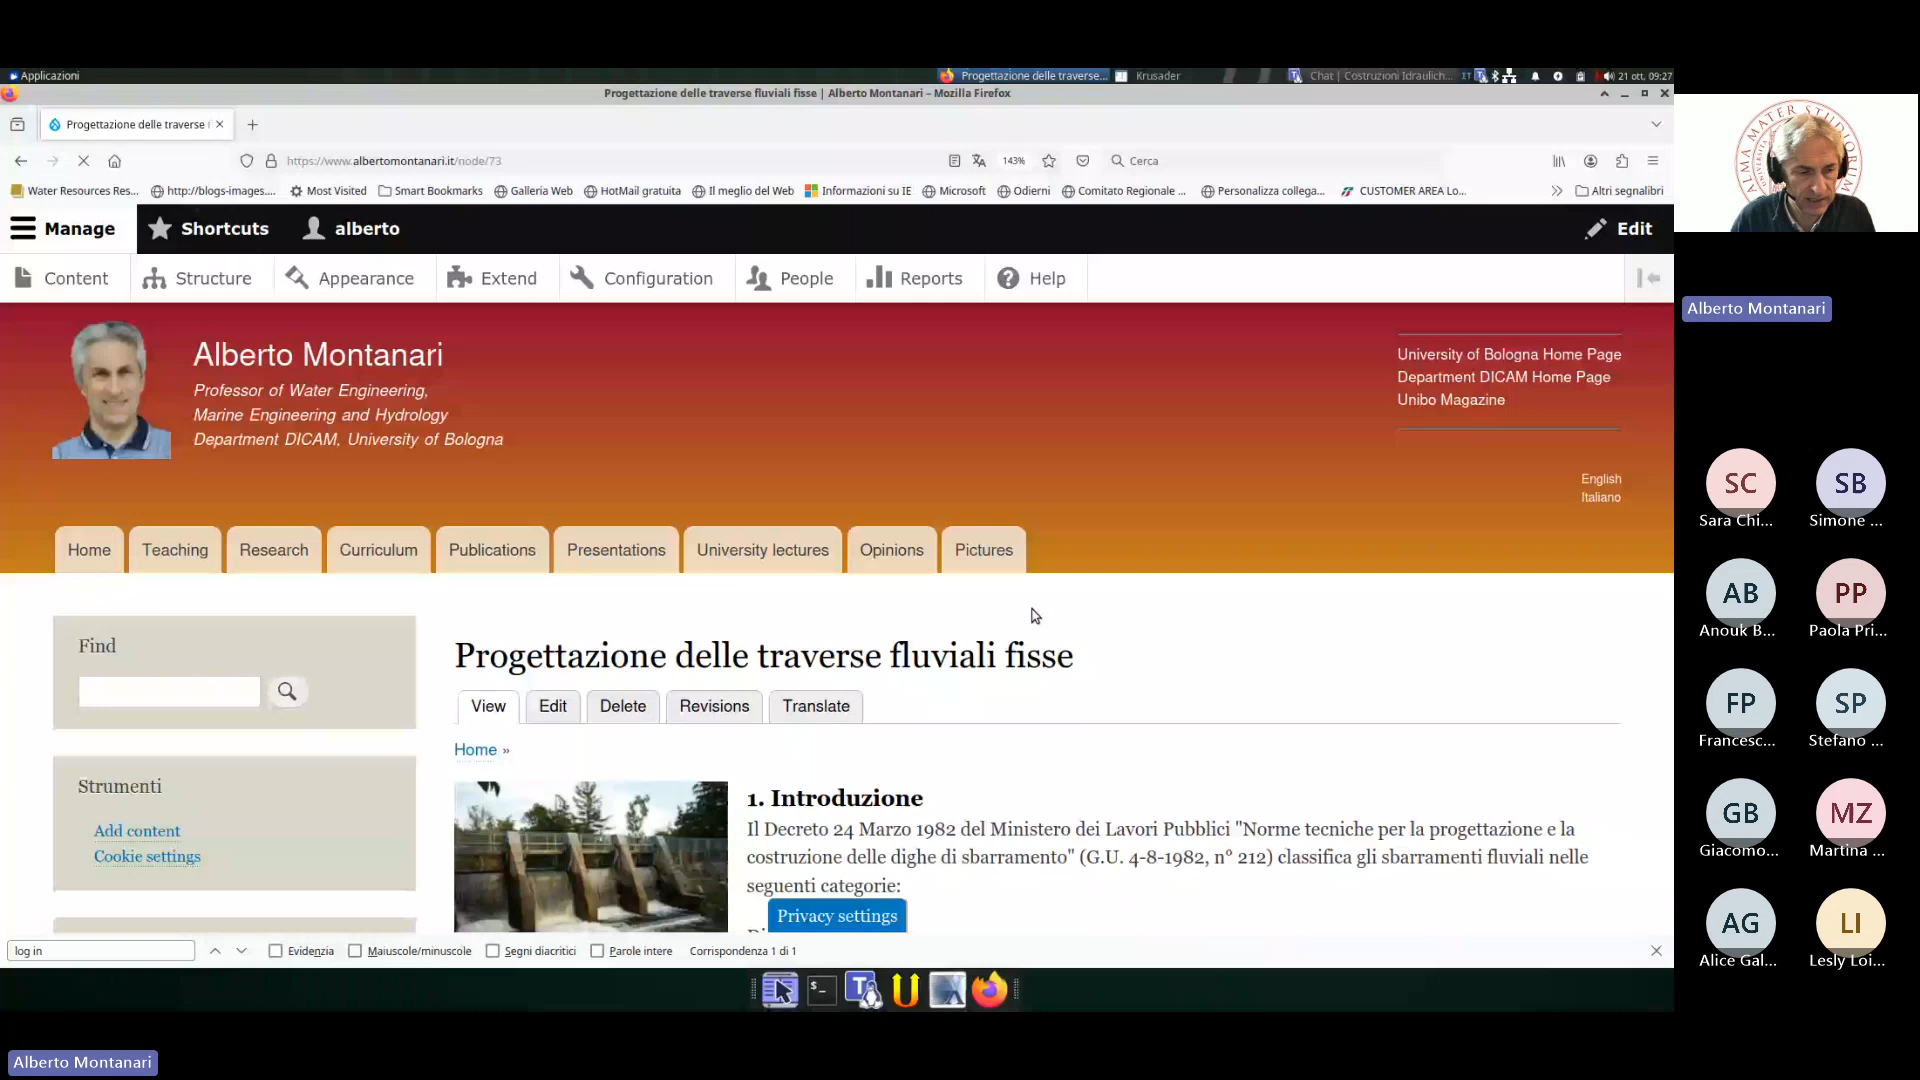 Applicazioni
Progettazione delle traverse...
Krusader
Chat | Costruzioni Idraulich...
IT
21 ott, 09:27
Progettazione delle traverse fluviali fisse | Alberto Montanari – Mozilla Firefox
Progettazione delle traverse f
https://www.albertomontanari.it/node/73
143%
Cerca
Water Resources Res...
http://blogs-images....
Most Visited
Smart Bookmarks
Galleria Web
HotMail gratuita
Il meglio del Web
Informazioni su IE
Microsoft
Odierni
Comitato Regionale ...
Personalizza collega...
CUSTOMER AREA Lo...
Altri segnalibri
Manage
Shortcuts
alberto
Edit
Content
Structure
Appearance
Extend
Configuration
People
Reports
Help
Alberto Montanari
Professor of Water Engineering,
Marine Engineering and Hydrology
Department DICAM, University of Bologna
University of Bologna Home Page
Department DICAM Home Page
Unibo Magazine
English
Italiano
Home
Teaching
Research
Curriculum
Publications
Presentations
University lectures
Opinions
Pictures
Find
Progettazione delle traverse fluviali fisse
View
Edit
Delete
Revisions
Translate
Home »
Strumenti
Add content
Cookie settings
1. Introduzione
Il Decreto 24 Marzo 1982 del Ministero dei Lavori Pubblici "Norme tecniche per la progettazione e la
costruzione delle dighe di sbarramento" (G.U. 4-8-1982, n° 212) classifica gli sbarramenti fluviali nelle
seguenti categorie:
Privacy settings
log in
Evidenzia
Maiuscole/minuscole
Segni diacritici
Parole intere
Corrispondenza 1 di 1
Alberto Montanari
ALMA MATER STUDIORUM
Alberto Montanari
SC
Sara Chi...
SB
Simone ...
AB
Anouk B...
PP
Paola Pri...
FP
Francesc...
SP
Stefano ...
GB
Giacomo...
MZ
Martina ...
AG
Alice Gal...
LI
Lesly Loi...